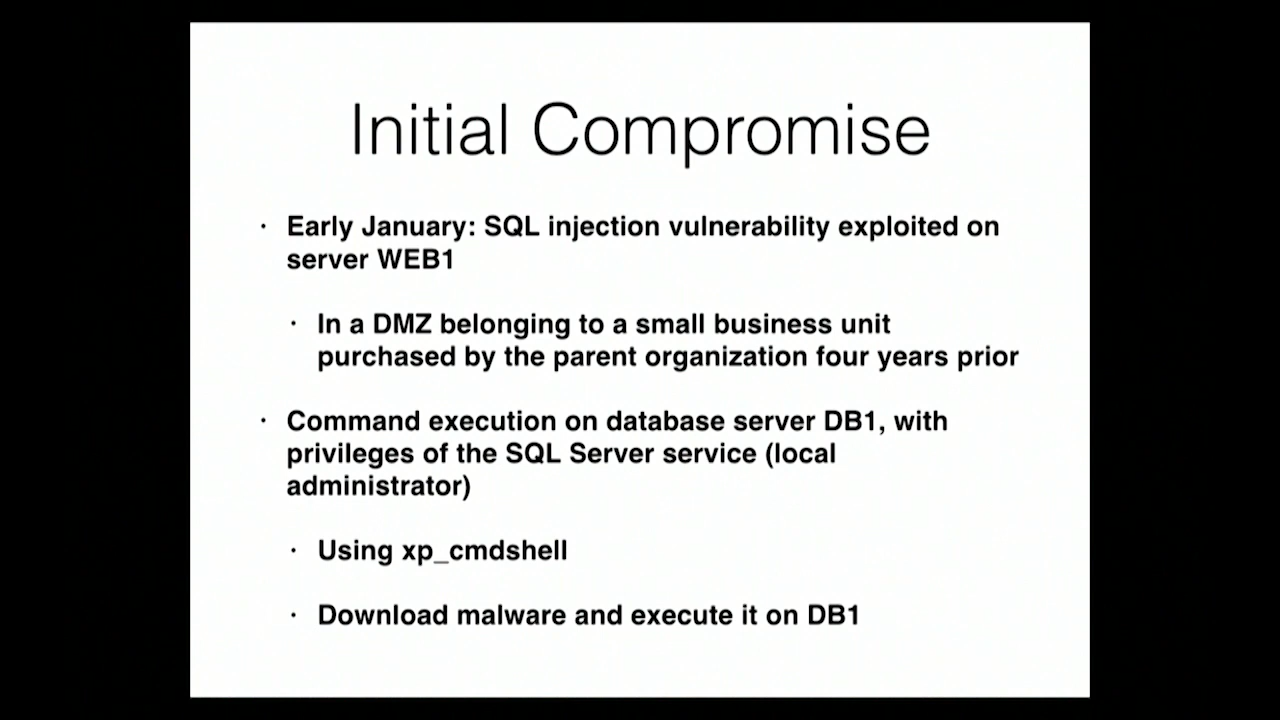 Initial Compromise
· Early January: SQL injection vulnerability exploited on
server WEB1
· In a DMZ belonging to a small business unit
purchased by the parent organization four years prior
· Command execution on database server DB1, with
privileges of the SQL Server service (local
administrator)
· Using xp_cmdshell
· Download malware and execute it on DB1